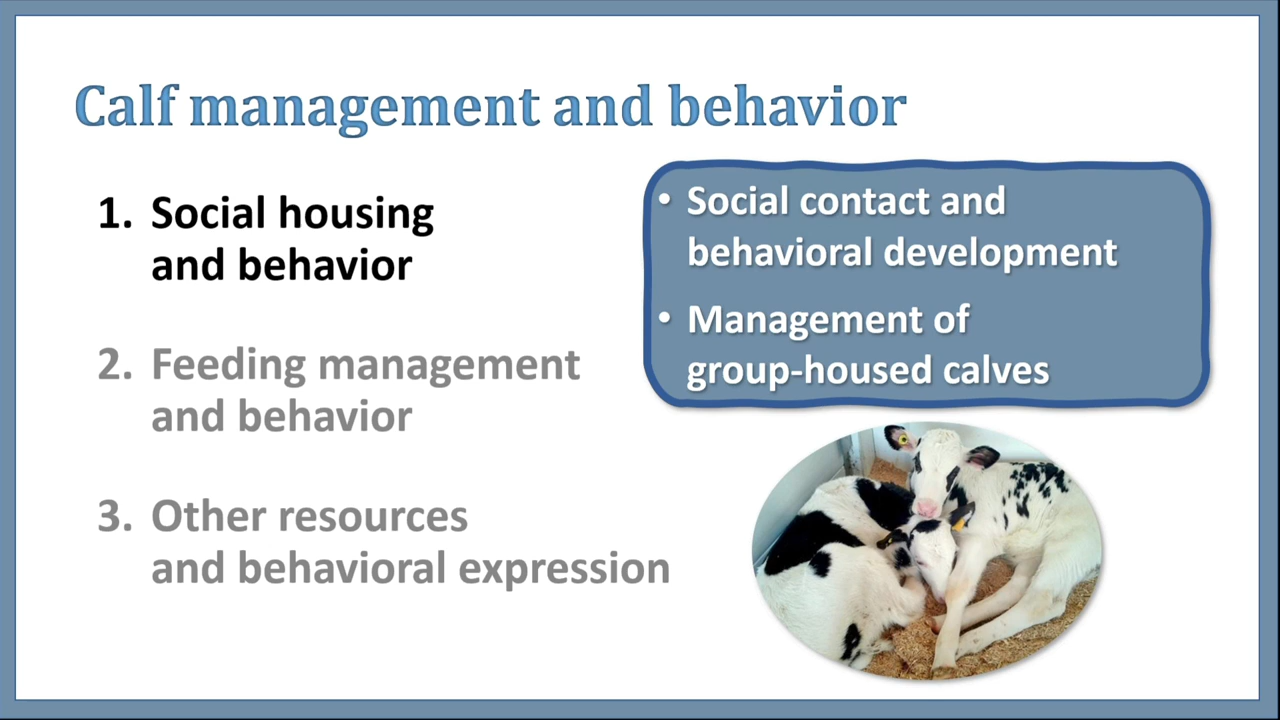 Calf management and behavior
1. Social housing
and behavior
2. Feeding management
and behavior
3. Other resources
and behavioral expression
• Social contact and
behavioral development
• Management of
group-housed calves